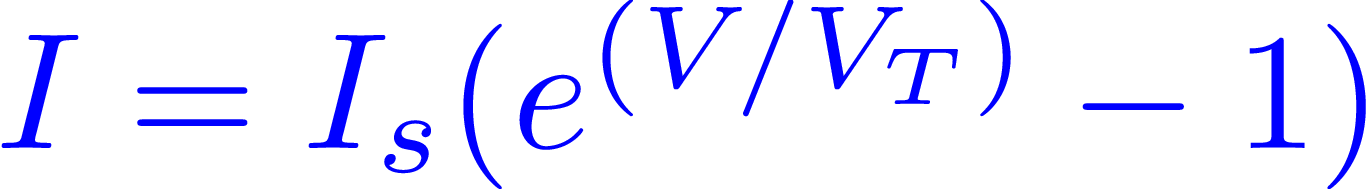 I = I_s(e^{(V/V_T)} − 1)